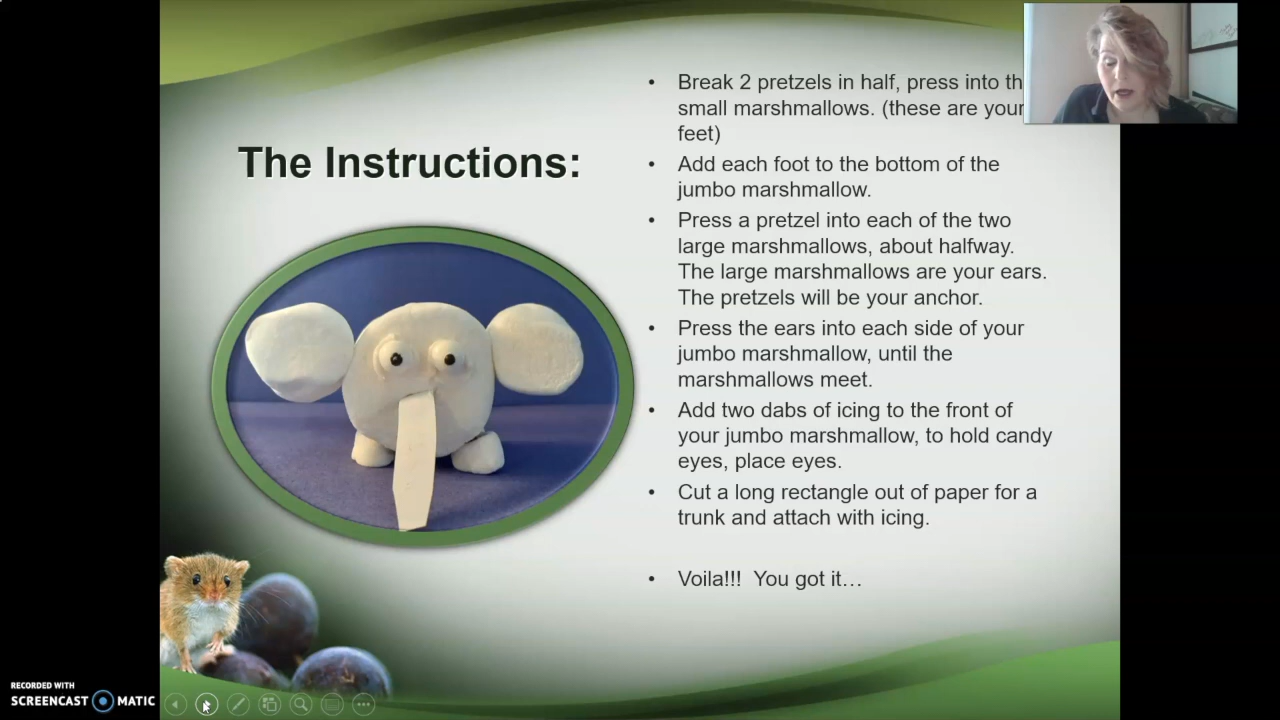 The Instructions:
• Break 2 pretzels in half, press into th
small marshmallows. (these are your
feet)
• Add each foot to the bottom of the
jumbo marshmallow.
• Press a pretzel into each of the two
large marshmallows, about halfway.
The large marshmallows are your ears.
The pretzels will be your anchor.
• Press the ears into each side of your
jumbo marshmallow, until the
marshmallows meet.
• Add two dabs of icing to the front of
your jumbo marshmallow, to hold candy
eyes, place eyes.
• Cut a long rectangle out of paper for a
trunk and attach with icing.
• Voila!!! You got it…
RECORDED WITH
SCREENCAST MATIC